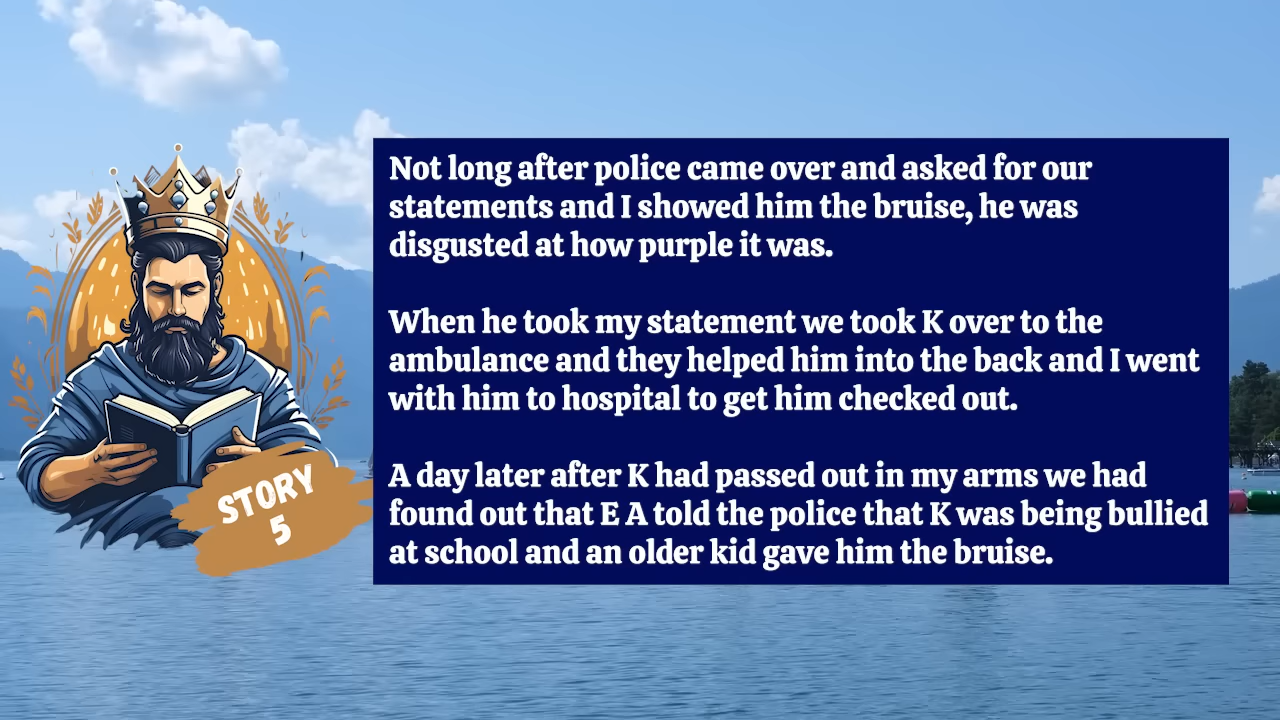 Not long after police came over and asked for our
statements and I showed him the bruise, he was
disgusted at how purple it was.
When he took my statement we took K over to the
ambulance and they helped him into the back and I went
with him to hospital to get him checked out.
A day later after K had passed out in my arms we had
found out that E A told the police that K was being bullied
at school and an older kid gave him the bruise.
STORY
5